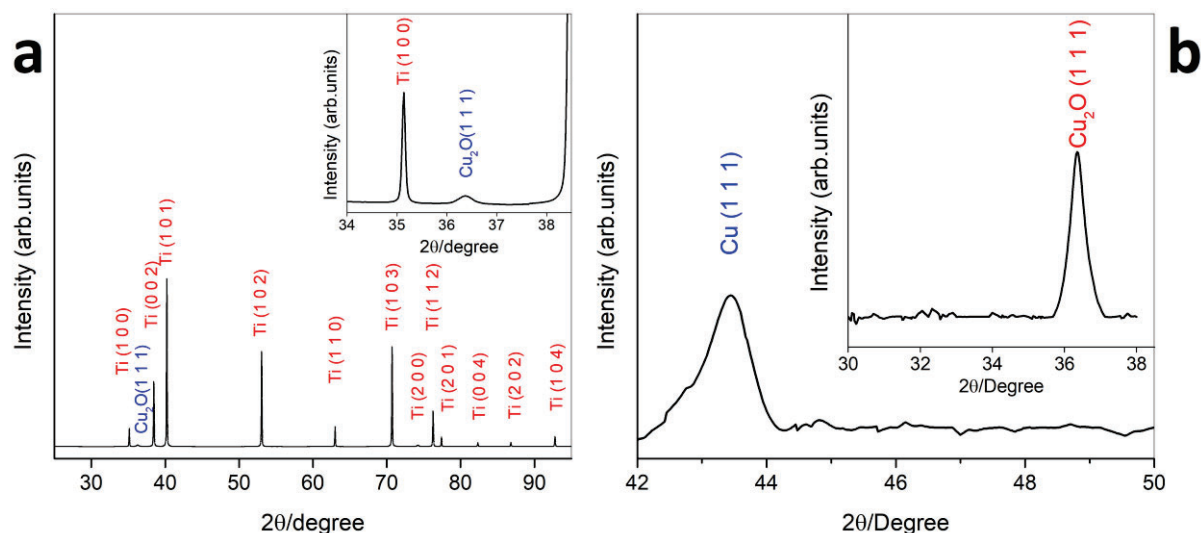 a
Intensity (arb.units)
Ti (1 0 0)
Cu₂O(1 1 1)
Ti (0 0 2)
Ti (1 0 1)
Ti (1 0 2)
Ti (1 1 0)
Ti (1 0 3)
Ti (2 0 0)
Ti (1 1 2)
Ti (2 0 1)
Ti (0 0 4)
Ti (2 0 2)
Ti (1 0 4)
30 40 50 60 70 80 90
2θ/degree
Intensity (arb.units)
Ti (1 0 0)
Cu₂O(1 1 1)
34 35 36 37 38
2θ/degree
b
Intensity (arb.units)
Cu (1 1 1)
42 44 46 48 50
2θ/Degree
Intensity (arb.units)
Cu₂O (1 1 1)
30 32 34 36 38
2θ/Degree